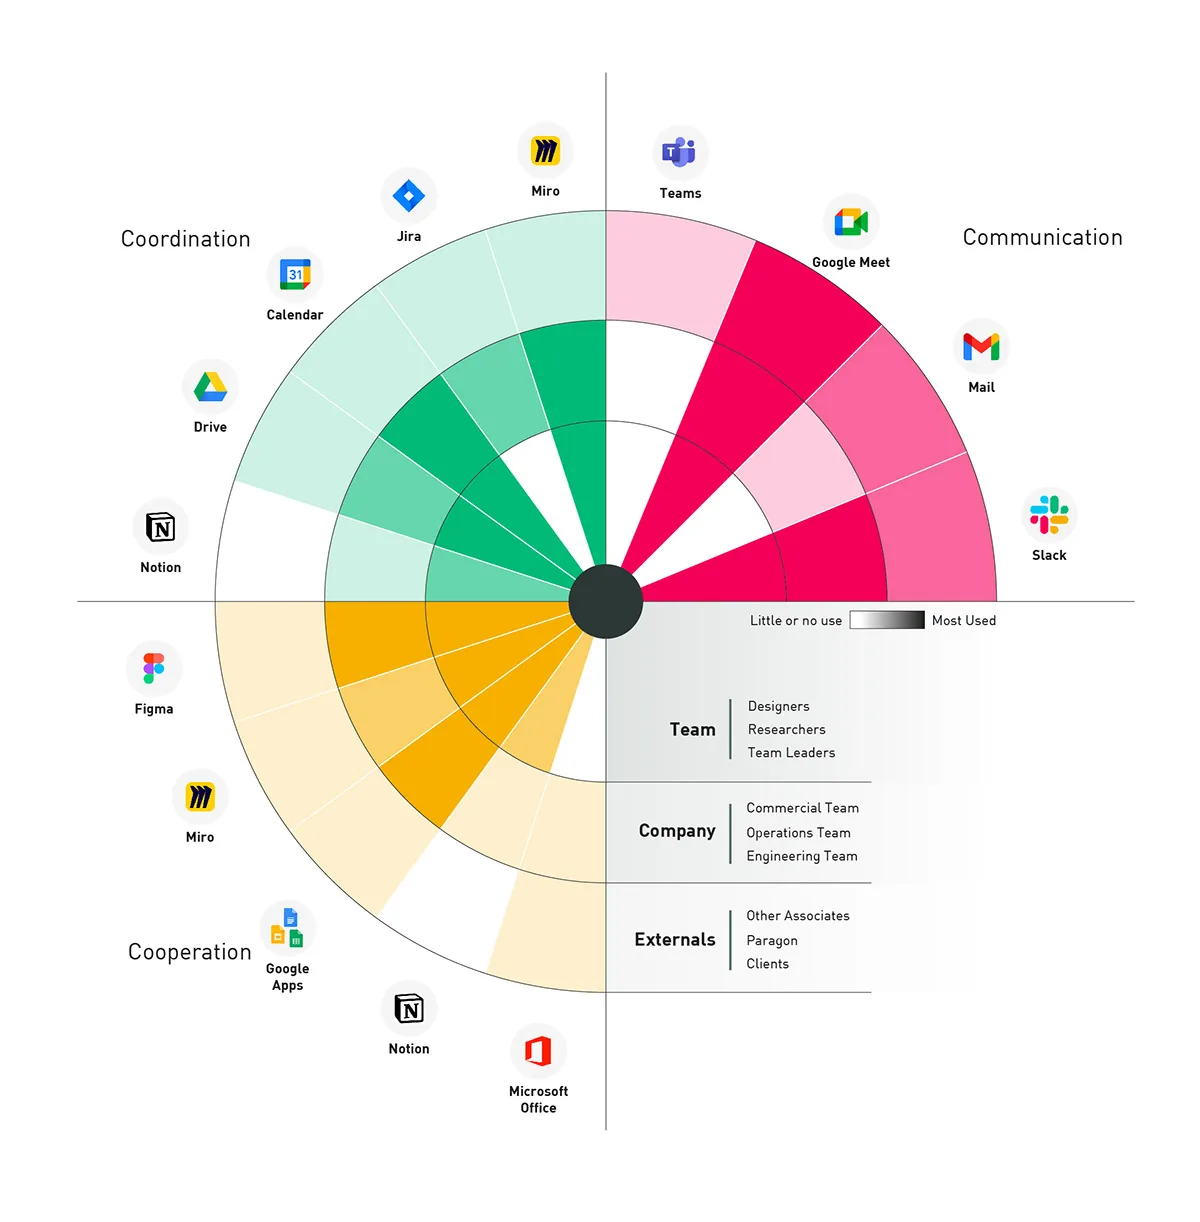 Miro
Teams
Jira
Coordination
Communication
Google Meet
31
Calendar
Mail
Drive
Notion
Slack
Little or no use
Most Used
Figma
Team
Designers
Researchers
Team Leaders
Miro
Company
Commercial Team
Operations Team
Engineering Team
Externals
Other Associates
Paragon
Clients
Cooperation
Google
Apps
Notion
Microsoft
Office